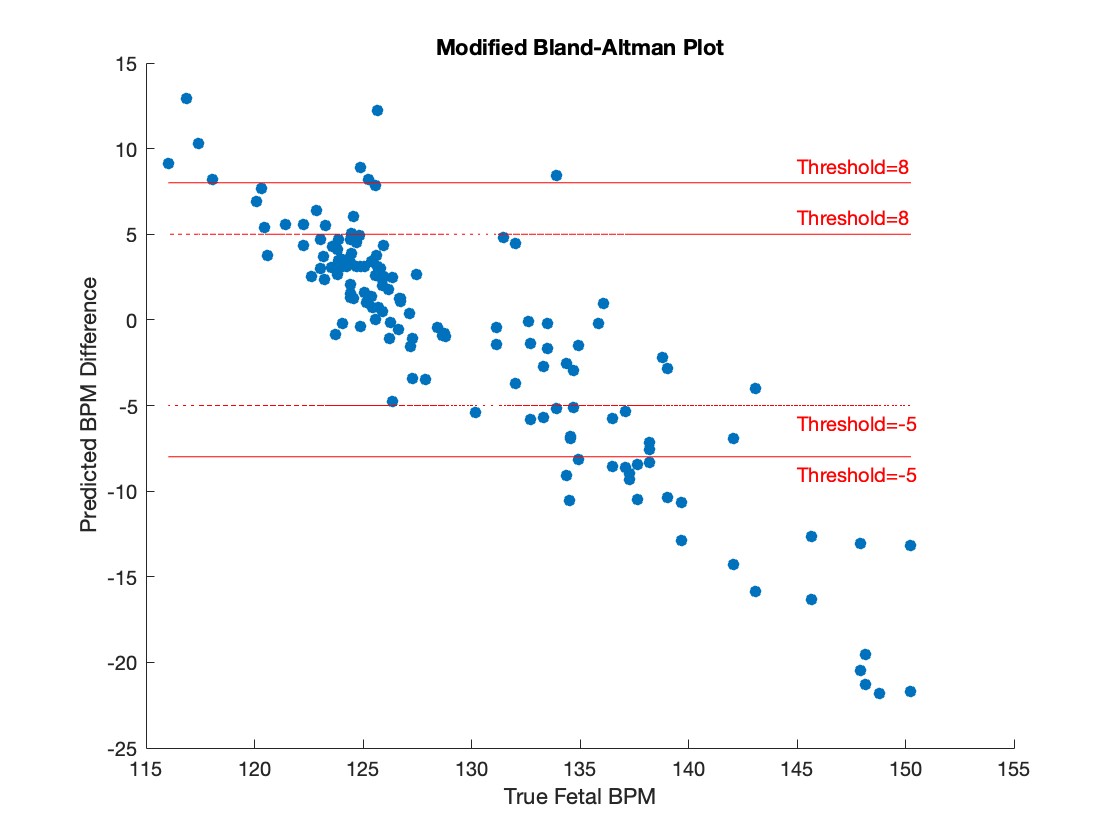 Modified Bland-Altman Plot
15
10
5
0
-5
-10
-15
-20
-25
Predicted BPM Difference
Threshold=8
Threshold=8
Threshold=-5
Threshold=-5
115 120 125 130 135 140 145 150 155
True Fetal BPM